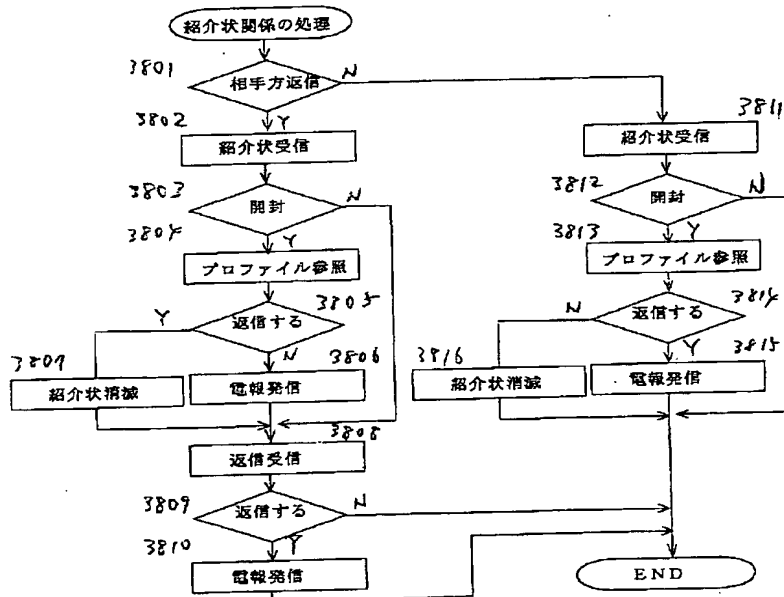 紹介状関係の処理
3801
相手方返信
N
Y
3802
紹介状受信
3803
開封
N
Y
3804
プロファイル参照
3805
返信する
Y
N
3806
3807
紹介状消滅
電報発信
3808
返信受信
3809
返信する
N
Y
3810
電報発信
3811
紹介状受信
3812
開封
N
Y
3813
プロファイル参照
3814
返信する
N
Y
3815
3816
紹介状消滅
電報発信
END